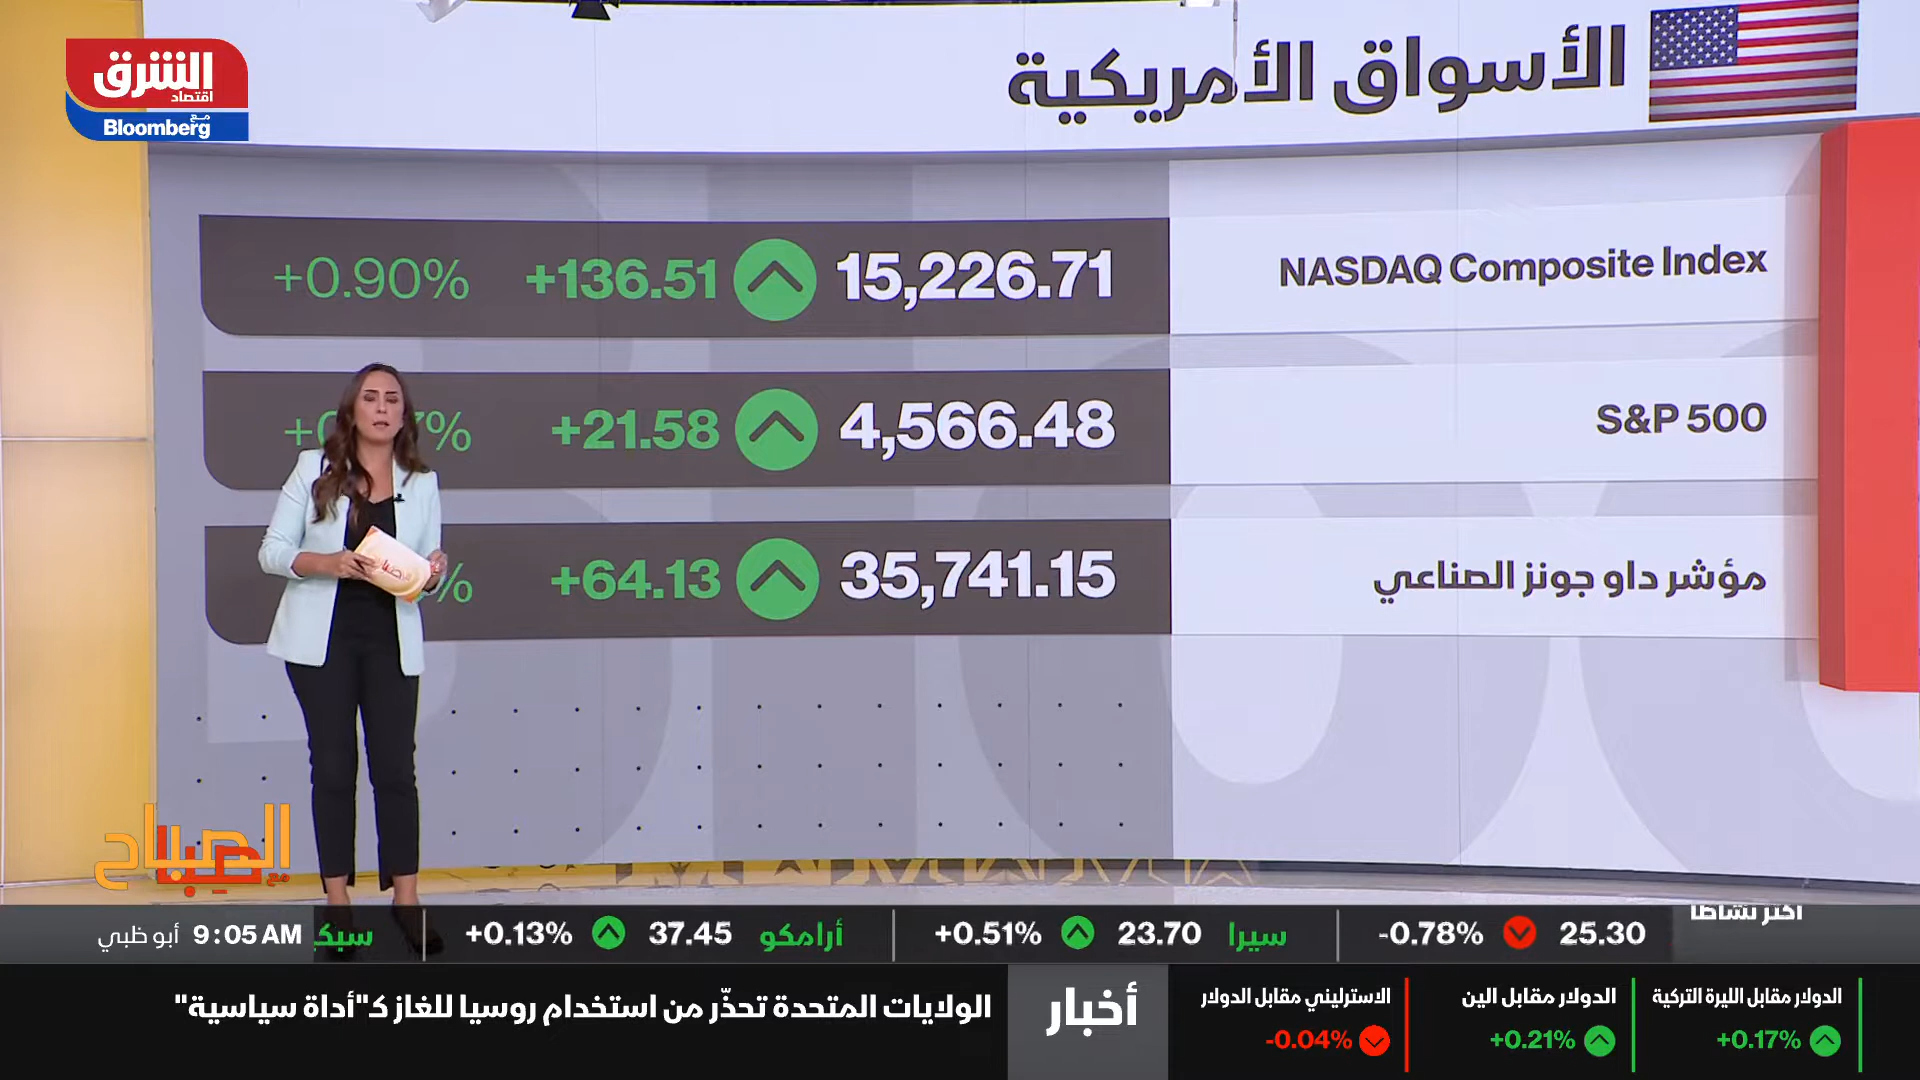 الشرق
اقتصاد
مع
Bloomberg
الأسواق الأمريكية
NASDAQ Composite Index
15,226.71 +136.51 +0.90%
S&P 500
4,566.48 +21.58
مؤشر داو جونز الصناعي
35,741.15 +64.13
الصباح
مع
صبا
25.30 -0.78%
سيرا 23.70 +0.51%
أرامكو 37.45 +0.13%
9:05 AM أبو ظبي
الدولار مقابل الليرة التركية
+0.17%
الدولار مقابل الين
+0.21%
الاسترليني مقابل الدولار
-0.04%
أخبار
الولايات المتحدة تحذّر من استخدام روسيا للغاز كـ"أداة سياسية"